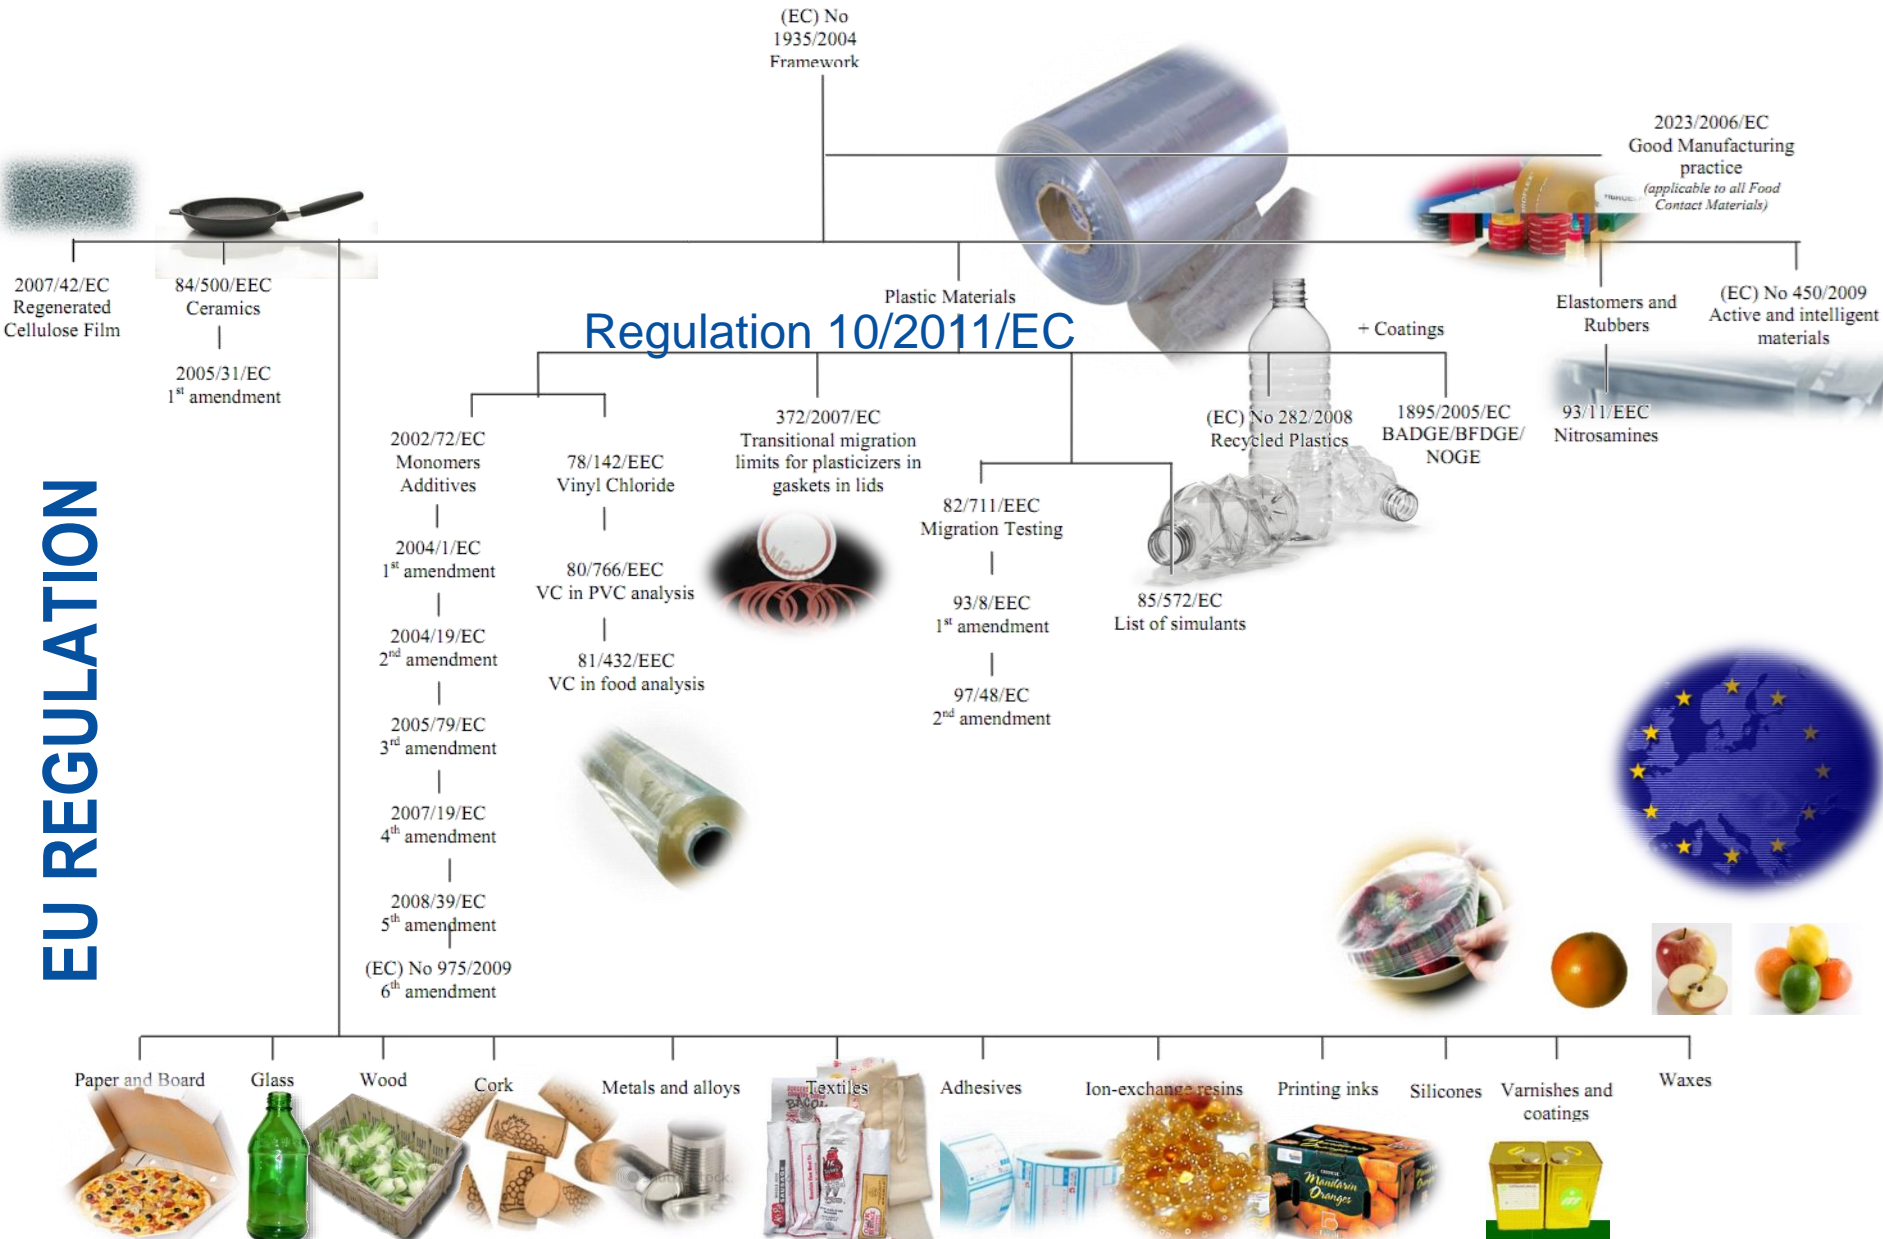 (EC) No
1935/2004
Framework
2023/2006/EC
Good Manufacturing
practice
(applicable to all Food
Contact Materials)
2007/42/EC
Regenerated
Cellulose Film
84/500/EEC
Ceramics
2005/31/EC
1st amendment
Plastic Materials
Regulation 10/2011/EC
+ Coatings
Elastomers and
Rubbers
(EC) No 450/2009
Active and intelligent
materials
93/11/EEC
Nitrosamines
2002/72/EC
Monomers
Additives
2004/1/EC
1st amendment
2004/19/EC
2nd amendment
2005/79/EC
3rd amendment
2007/19/EC
4th amendment
2008/39/EC
5th amendment
(EC) No 975/2009
6th amendment
78/142/EEC
Vinyl Chloride
80/766/EEC
VC in PVC analysis
81/432/EEC
VC in food analysis
372/2007/EC
Transitional migration
limits for plasticizers in
gaskets in lids
82/711/EEC
Migration Testing
93/8/EEC
1st amendment
97/48/EC
2nd amendment
85/572/EC
List of simulants
(EC) No 282/2008
Recycled Plastics
1895/2005/EC
BADGE/BFDGE/
NOGE
EU REGULATION
Paper and Board
Glass
Wood
Cork
Metals and alloys
Textiles
Adhesives
Ion-exchange resins
Printing inks
Silicones
Varnishes and
coatings
Waxes
BACON
Mandarin
Oranges